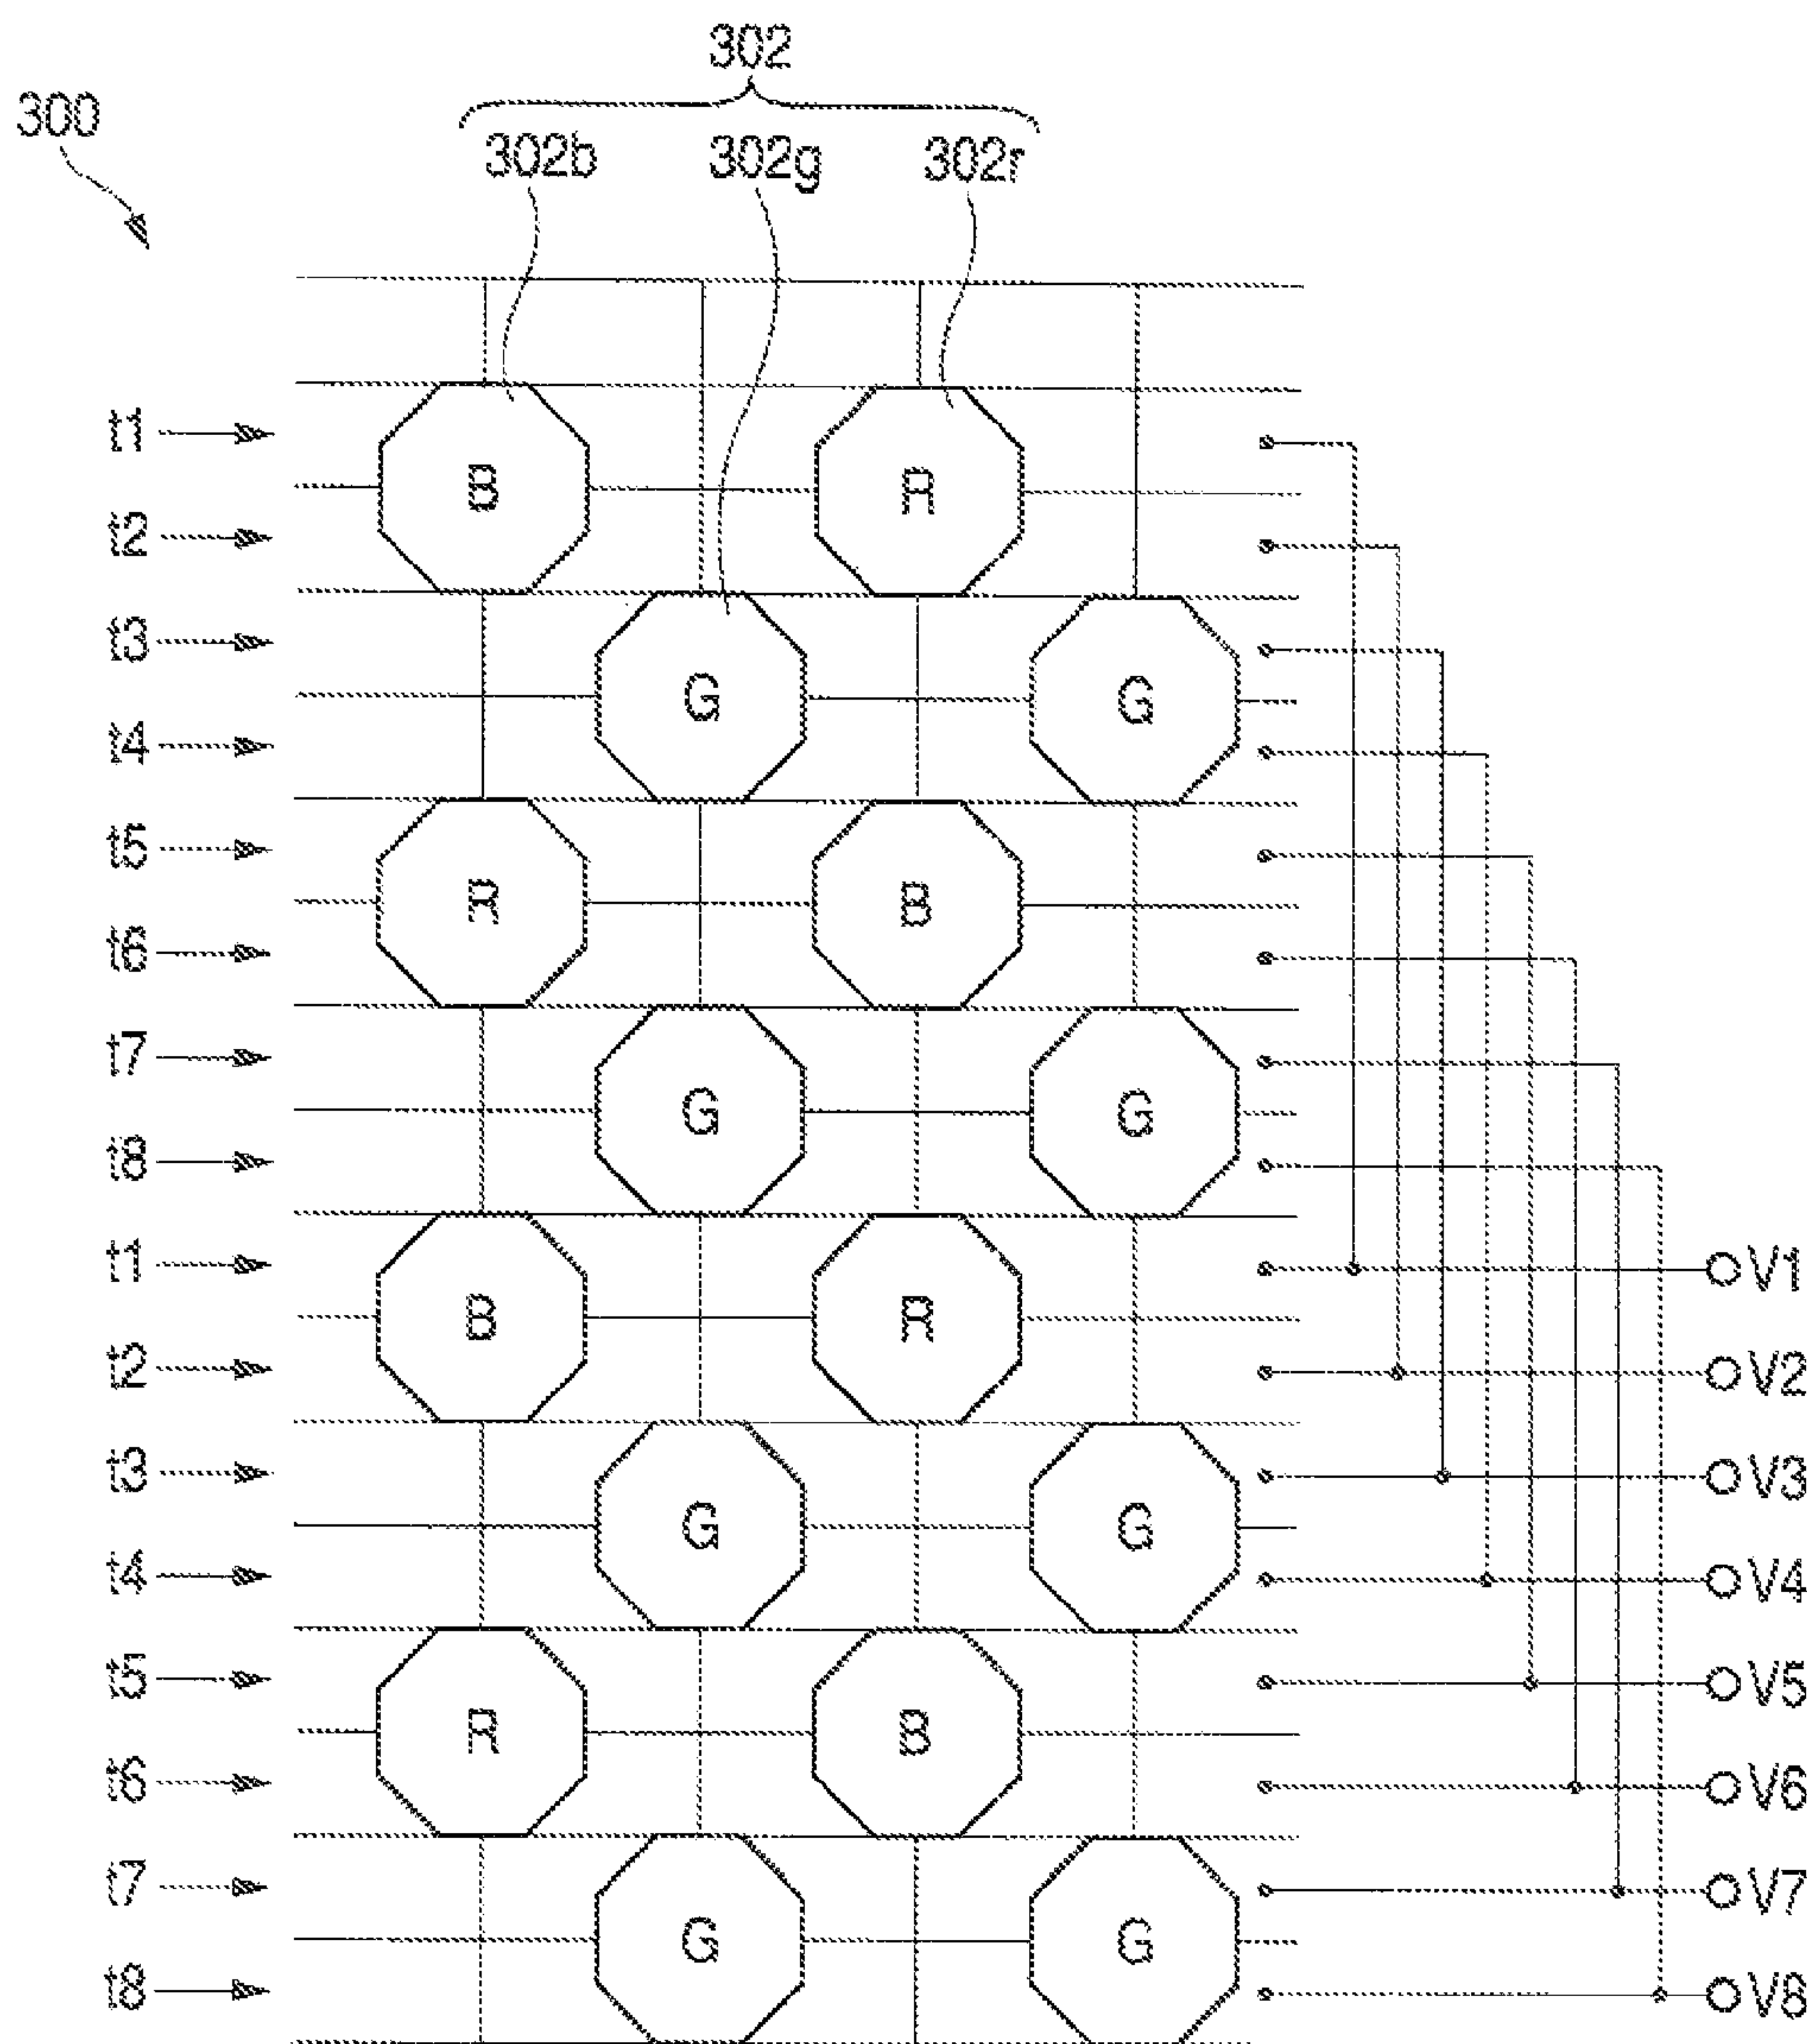 302
300
302b 302g 302r
t1
B R
t2
t3
G G
t4
t5
R B
t6
t7
G G
t8
t1 V1
B R
t2 V2
t3 V3
G G
t4 V4
t5 V5
R B
t6 V6
t7 V7
G G
t8 V8